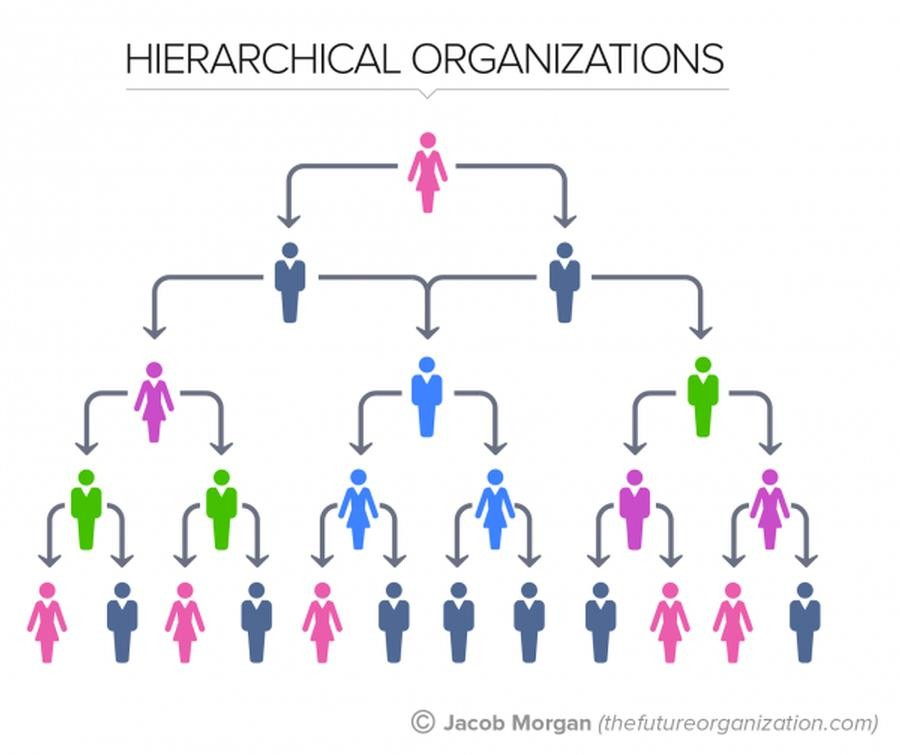 HIERARCHICAL ORGANIZATIONS
© Jacob Morgan (thefutureorganization.com)